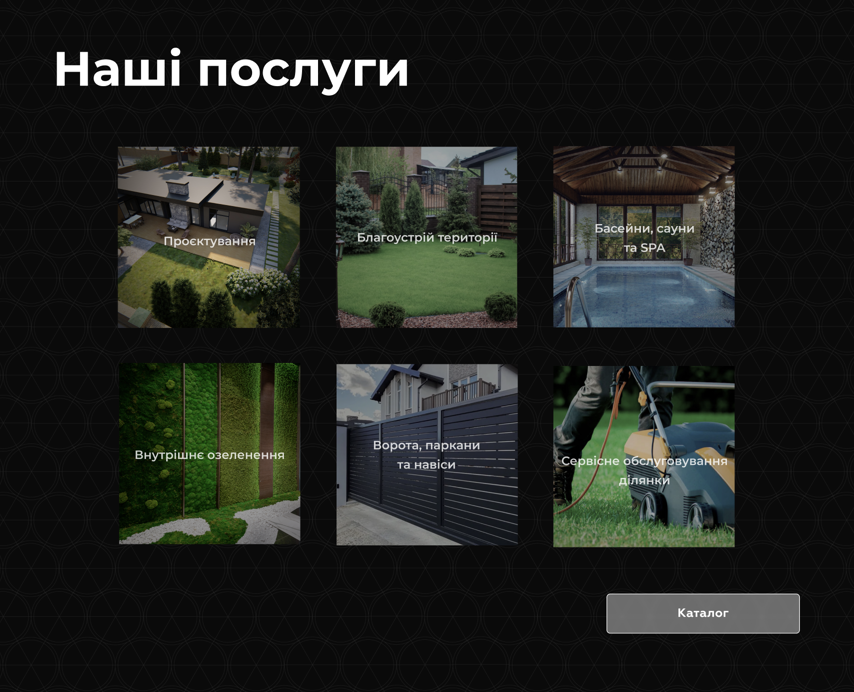 Наші послуги
Проєктування
Благоустрій території
Басейни, сауни
та SPA
Внутрішнє озеленення
Ворота, паркани
та навіси
Сервісне обслуговування
ділянки
Каталог